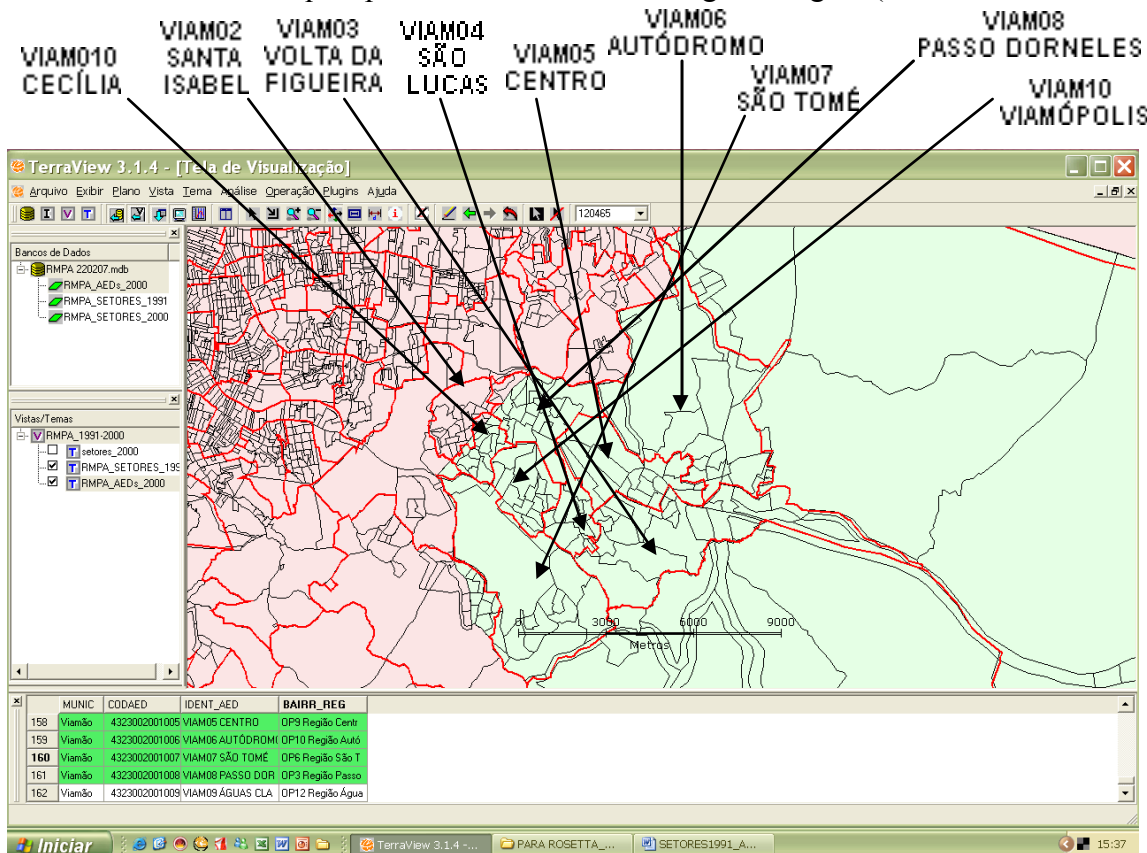 VIAM010
CECÍLIA
VIAM02
SANTA
ISABEL
VIAM03
VOLTA DA
FIGUEIRA
VIAM04
SÃO
LUCAS
VIAM05
CENTRO
VIAM06
AUTÓDROMO
VIAM07
SÃO TOMÉ
VIAM08
PASSO DORNELES
VIAM10
VIAMÓPOLIS
TerraView 3.1.4 - [Tela de Visualização]
Arquivo Exibir Plano Vista Tema Análise Operação Plugins Ajuda
120465
Bancos de Dados
RMPA 220207.mdb
RMPA_AEDs_2000
RMPA_SETORES_1991
RMPA_SETORES_2000
Vistas/Temas
RMPA_1991-2000
setores_2000
RMPA_SETORES_199
RMPA_AEDs_2000
0 3000 6000 9000
Metros
MUNIC CODAED IDENT_AED BAIRR_REG
158 Viamão 4323002001005 VIAM05 CENTRO OP9 Região Centr
159 Viamão 4323002001006 VIAM06 AUTÓDROMO OP10 Região Autó
160 Viamão 4323002001007 VIAM07 SÃO TOMÉ OP6 Região São T
161 Viamão 4323002001008 VIAM08 PASSO DOR OP3 Região Passo
162 Viamão 4323002001009 VIAM09 ÁGUAS CLA OP12 Região Água
Iniciar TerraView 3.1.4 -... PARA ROSETTA_... SETORES1991_A... 15:37